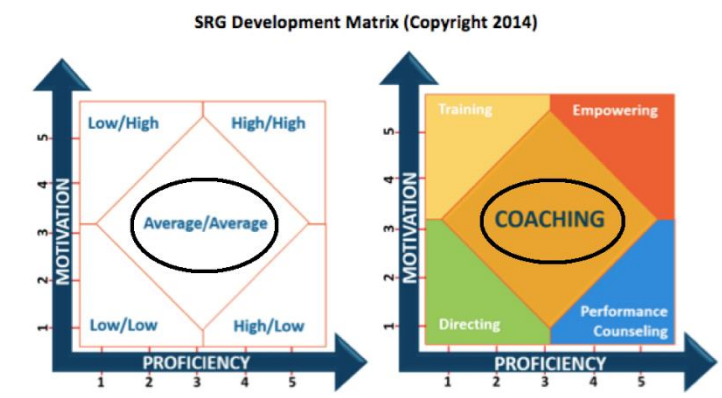 SRG Development Matrix (Copyright 2014)
Low/High
High/High
Average/Average
Low/Low
High/Low
MOTIVATION
5
4
3
2
1
PROFICIENCY
1 2 3 4 5
Training
Empowering
COACHING
Directing
Performance
Counseling
MOTIVATION
5
4
3
2
1
PROFICIENCY
1 2 3 4 5